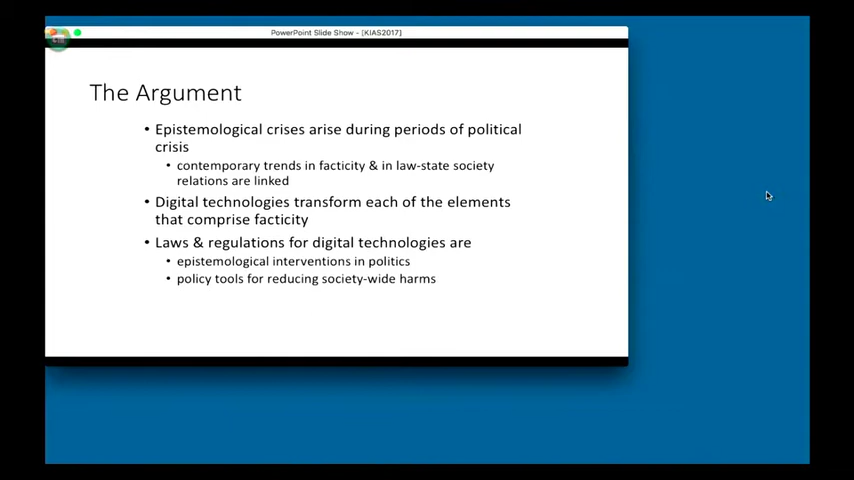 PowerPoint Slide Show - [KIAS2017]
The Argument
• Epistemological crises arise during periods of political
crisis
• contemporary trends in facticity & in law-state society
relations are linked
• Digital technologies transform each of the elements
that comprise facticity
• Laws & regulations for digital technologies are
• epistemological interventions in politics
• policy tools for reducing society-wide harms